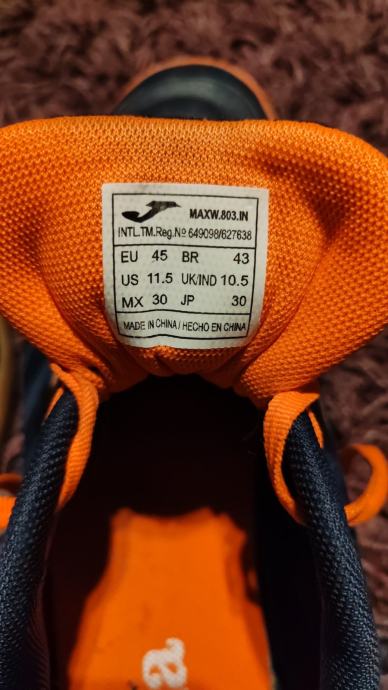 MAXW.803.IN
INTL.TM.Reg.Nº 649098/627638
EU 45 BR 43
US 11.5 UK/IND 10.5
MX 30 JP 30
MADE IN CHINA / HECHO EN CHINA
a